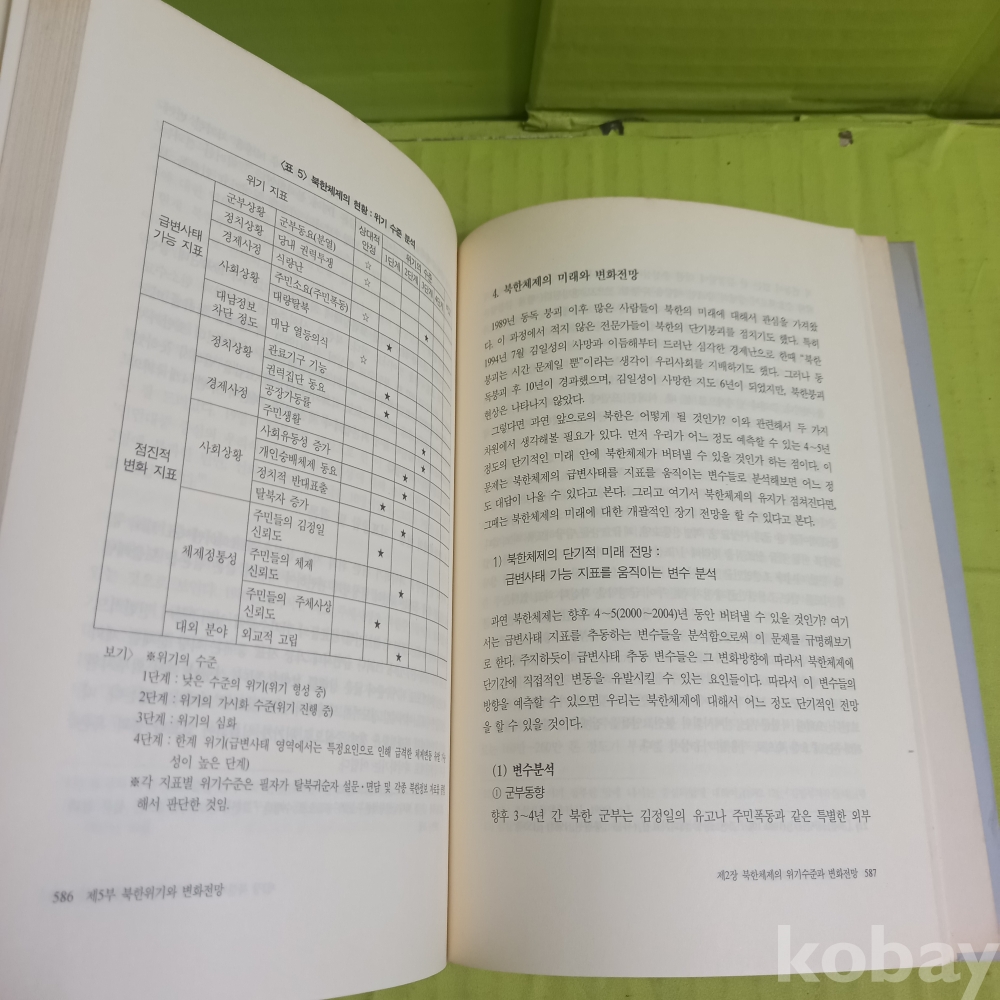 〈표 5〉 북한체제의 현황 : 위기 수준 분석
위기 지표
상대적 안정
위기의 수준
1단계
2단계
3단계
급변사태 가능 지표
군부상황
군부동요(분열)
☆
정치상황
당내 권력투쟁
☆
경제사정
식량난
★
사회상황
주민소요(주민폭동)
☆
대량탈북
★
대남정보 차단 정도
대남 열등의식
☆
점진적 변화 지표
정치상황
관료기구 기능
★
권력집단 동요
★
경제사정
공장가동률
★
주민생활
★
사회상황
사회유동성 증가
★
개인숭배체제 동요
★
정치적 반대표출
★
탈북자 증가
★
체제정통성
주민들의 김정일 신뢰도
★
주민들의 체제 신뢰도
★
주민들의 주체사상 신뢰도
★
대외 분야
외교적 고립
★
보기〉 ※위기의 수준
1단계 : 낮은 수준의 위기(위기 형성 중)
2단계 : 위기의 가시화 수준(위기 진행 중)
3단계 : 위기의 심화
4단계 : 한계 위기(급변사태 영역에서는 특정요인으로 인해 급격한
성이 높은 단계)
※각 지표별 위기수준은 필자가 탈북귀순자 설문·면담 및 각종 북한정보 자료를
해서 판단한 것임.
586 제5부 북한위기와 변화전망
4. 북한체제의 미래와 변화전망
1989년 동독 붕괴 이후 많은 사람들이 북한의 미래에 대해서 관심을 가져왔
다. 이 과정에서 적지 않은 전문가들이 북한의 단기붕괴를 점치기도 했다. 특히
1994년 7월 김일성의 사망과 이듬해부터 드러난 심각한 경제난으로 한때 "북한
붕괴는 시간 문제일 뿐"이라는 생각이 우리사회를 지배하기도 했다. 그러나 동
독붕괴 후 10년이 경과했으며, 김일성이 사망한 지도 6년이 되었지만, 북한붕괴
현상은 나타나지 않았다.
그렇다면 과연 앞으로의 북한은 어떻게 될 것인가? 이와 관련해서 두 가지
차원에서 생각해볼 필요가 있다. 먼저 우리가 어느 정도 예측할 수 있는 4~5년
정도의 단기적인 미래 안에 북한체제가 버텨낼 수 있을 것인가 하는 점이다. 이
문제는 북한체제의 급변사태를 지표를 움직이는 변수들로 분석해보면 어느 정
도 대답이 나올 수 있다고 본다. 그리고 여기서 북한체제의 유지가 점쳐진다면,
그때는 북한체제의 미래에 대한 개괄적인 장기 전망을 할 수 있다고 본다.
1) 북한체제의 단기적 미래 전망 :
급변사태 가능 지표를 움직이는 변수 분석
과연 북한체제는 향후 4~5(2000~2004)년 동안 버텨낼 수 있을 것인가? 여기
서는 급변사태 지표를 추동하는 변수들을 분석함으로써 이 문제를 규명해보기
로 한다. 주지하듯이 급변사태 추동 변수들은 그 변화방향에 따라서 북한체제에
단기간에 직접적인 변동을 유발시킬 수 있는 요인들이다. 따라서 이 변수들의
방향을 예측할 수 있으면 우리는 북한체제에 대해서 어느 정도 단기적인 전망
을 할 수 있을 것이다.
(1) 변수분석
① 군부동향
향후 3~4년 간 북한 군부는 김정일의 유고나 주민폭동과 같은 특별한 외부
제2장 북한체제의 위기수준과 변화전망 587
kobay